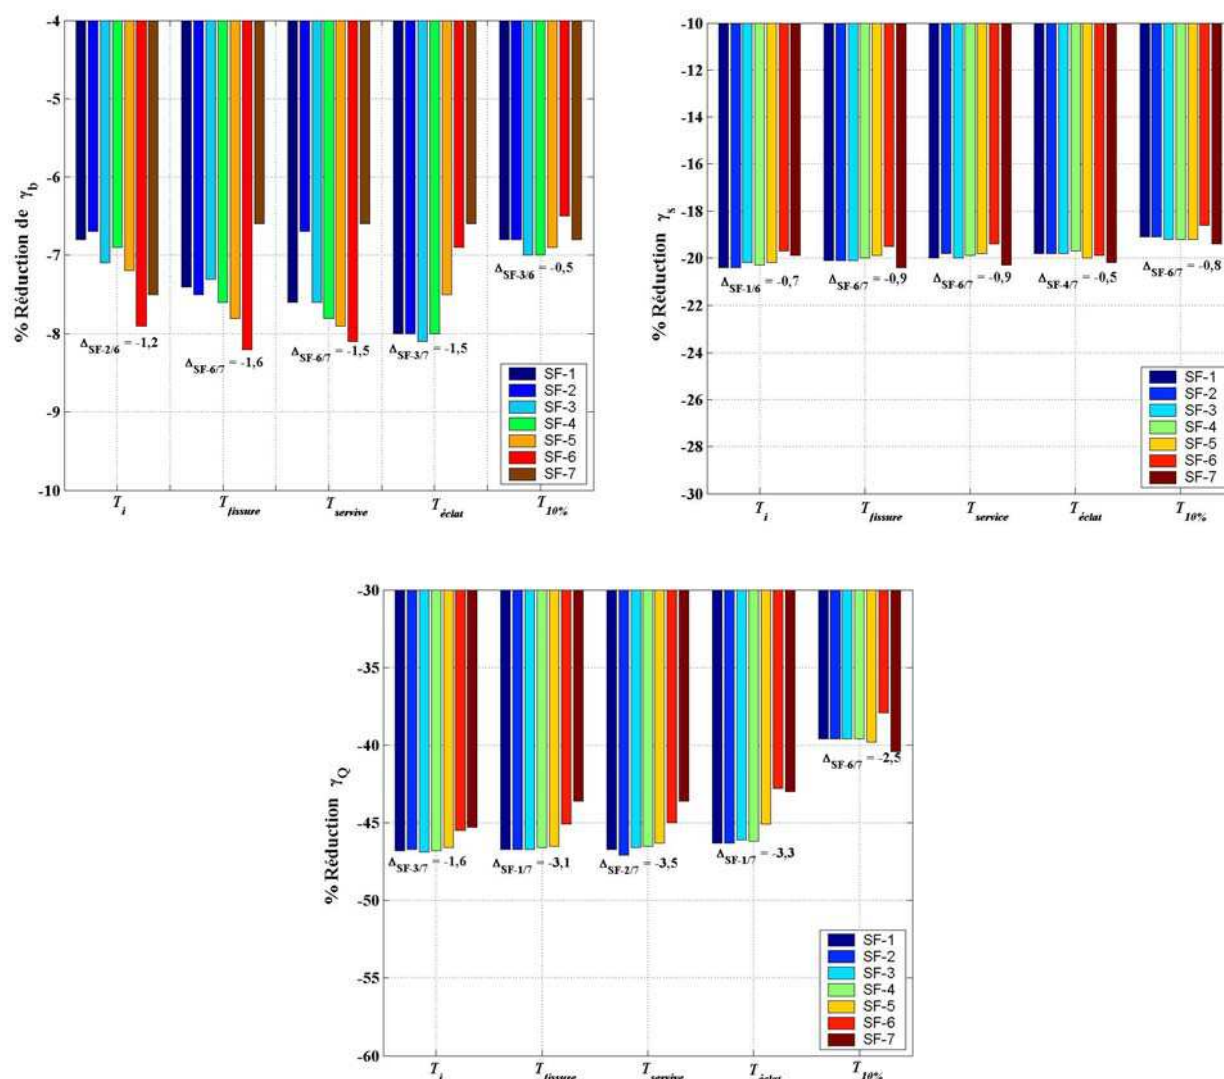 % Réduction de γb
-4
-5
-6
-7
-8
-9
-10
ΔSF-2/6 = -1,2
ΔSF-6/7 = -1,6
ΔSF-6/7 = -1,5
ΔSF-3/7 = -1,5
ΔSF-3/6 = -0,5
SF-1
SF-2
SF-3
SF-4
SF-5
SF-6
SF-7
Ti
Tfissure
Tservive
Téclat
T10%
% Réduction γs
-10
-12
-14
-16
-18
-20
-22
-24
-26
-28
-30
ΔSF-1/6 = -0,7
ΔSF-6/7 = -0,9
ΔSF-6/7 = -0,9
ΔSF-4/7 = -0,5
ΔSF-6/7 = -0,8
SF-1
SF-2
SF-3
SF-4
SF-5
SF-6
SF-7
Ti
Tfissure
Tservice
Téclat
T10%
% Réduction γQ
-30
-35
-40
-45
-50
-55
-60
ΔSF-3/7 = -1,6
ΔSF-1/7 = -3,1
ΔSF-2/7 = -3,5
ΔSF-1/7 = -3,3
ΔSF-6/7 = -2,5
SF-1
SF-2
SF-3
SF-4
SF-5
SF-6
SF-7
Ti
Tfissure
Tservive
Téclat
T10%